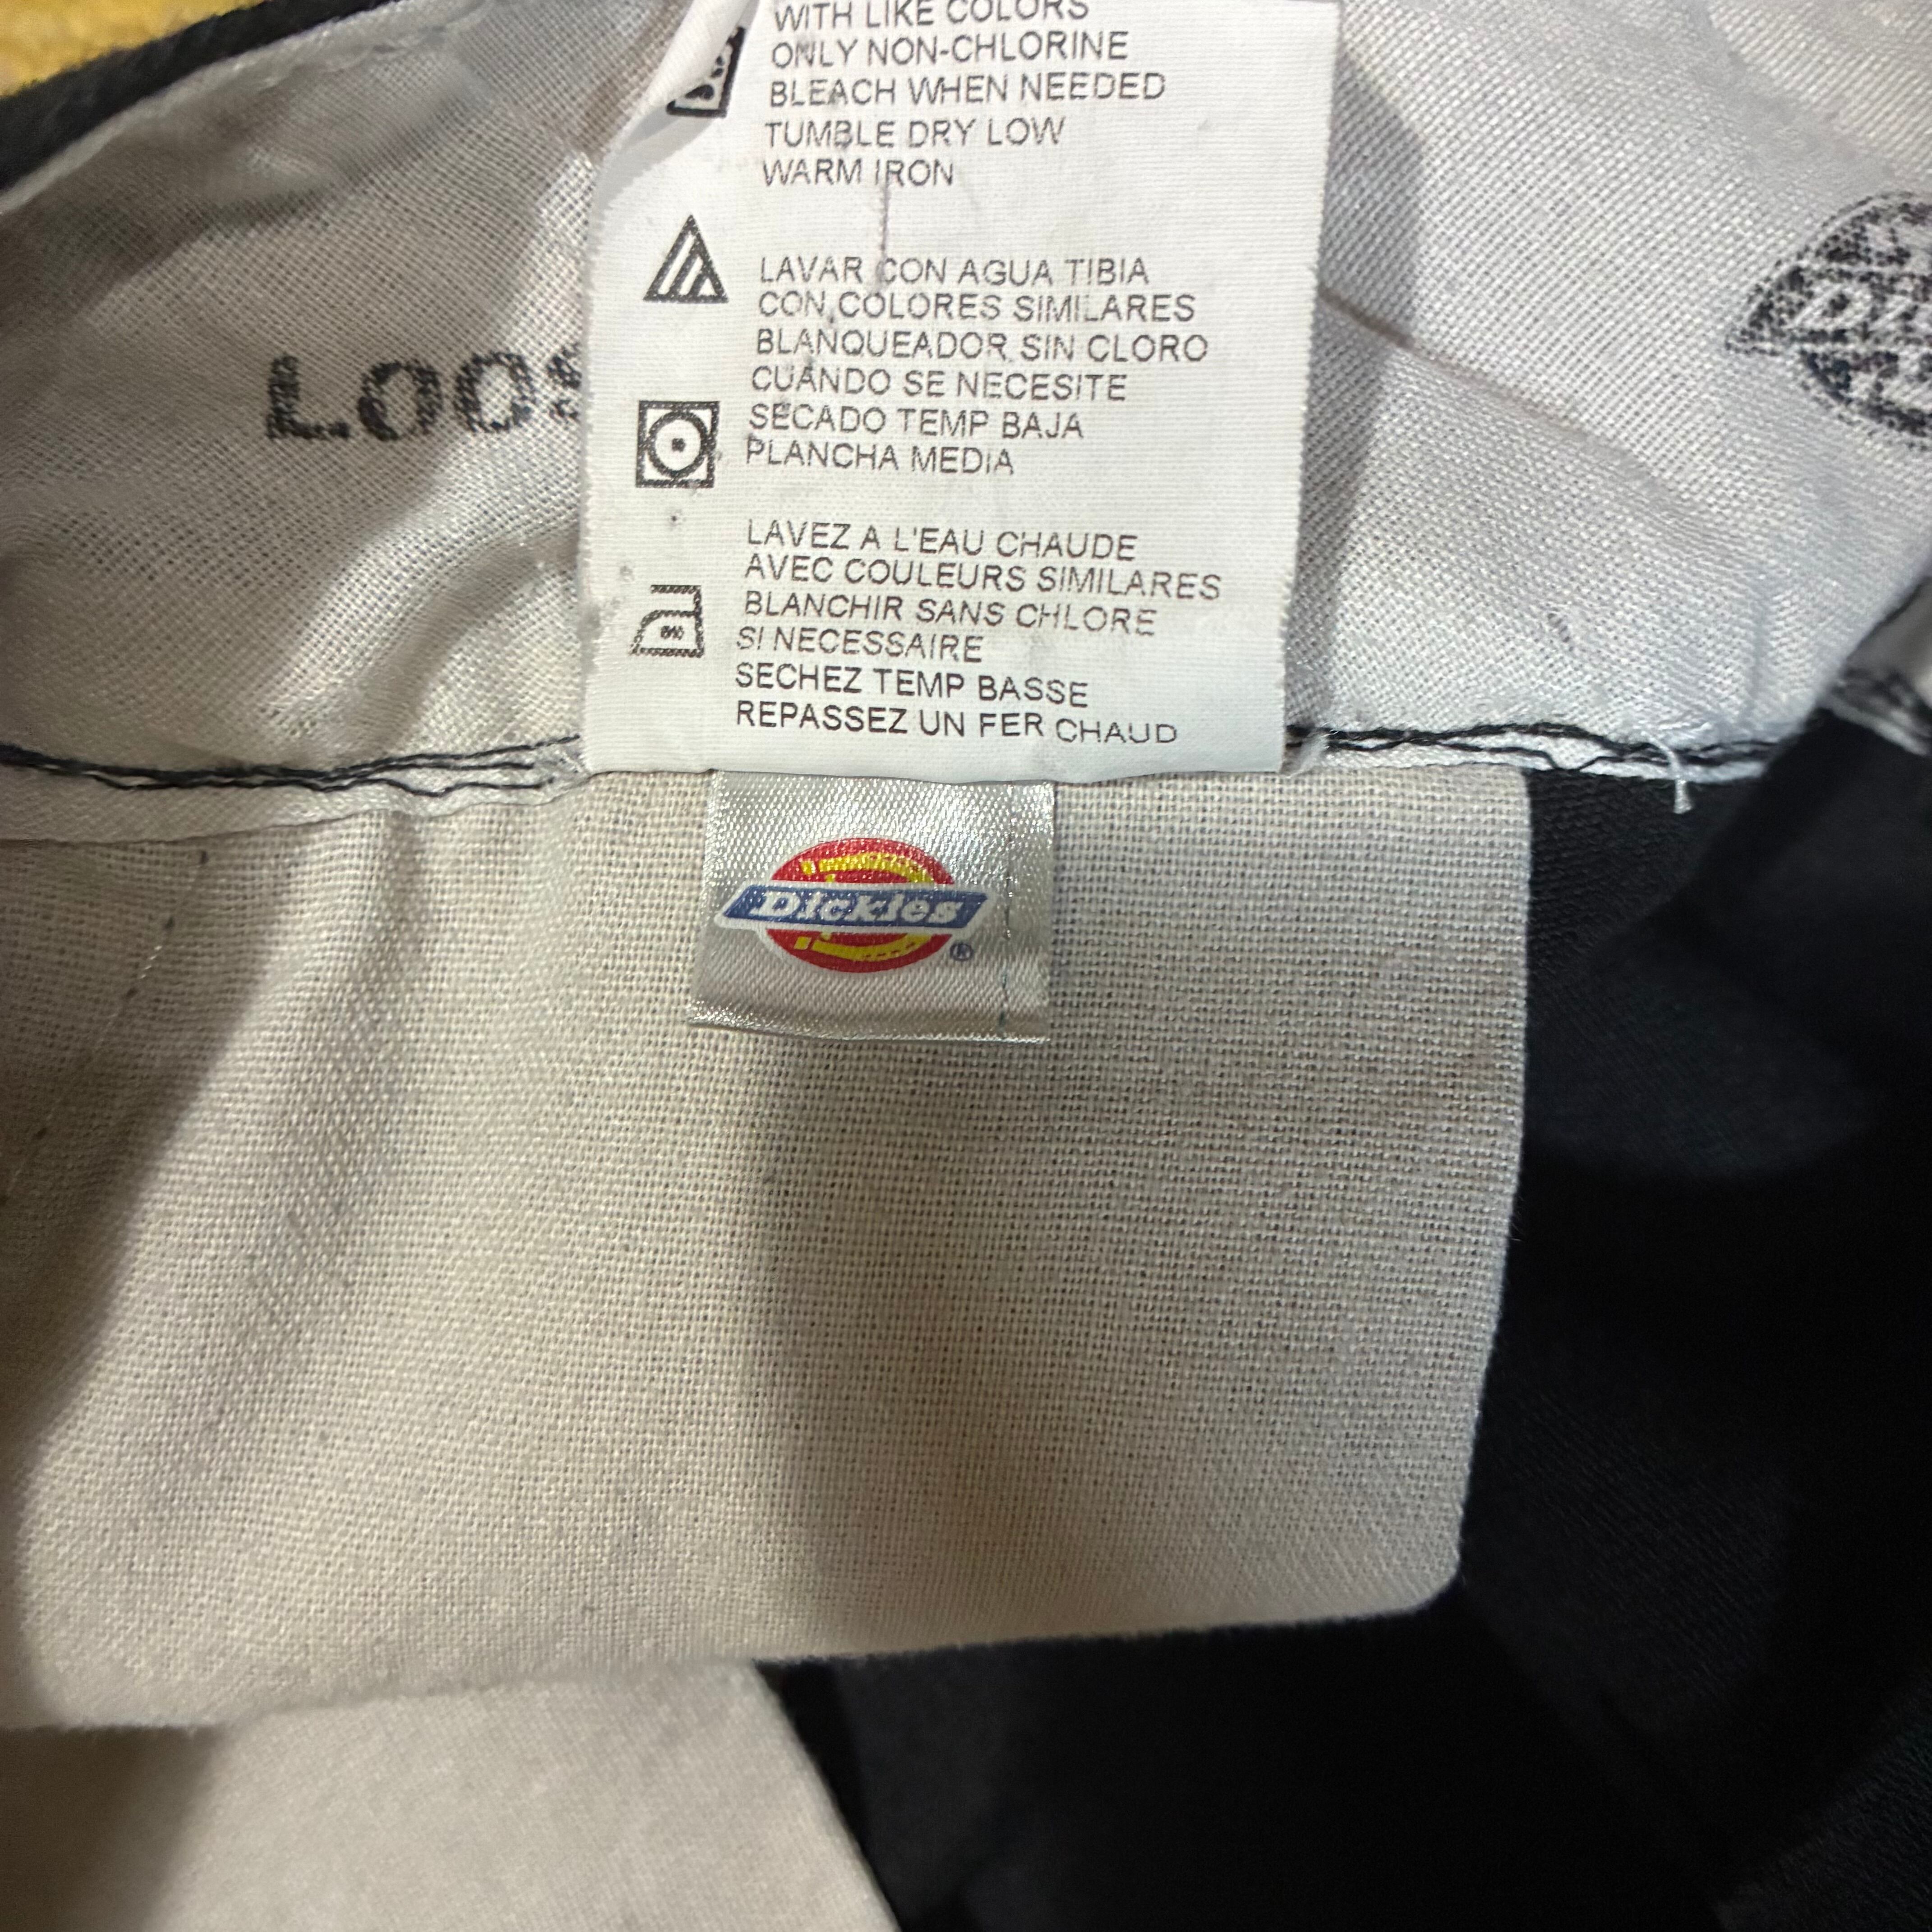 WITH LIKE COLORS
ONLY NON-CHLORINE
BLEACH WHEN NEEDED
TUMBLE DRY LOW
WARM IRON
LAVAR CON AGUA TIBIA
CON COLORES SIMILARES
BLANQUEADOR SIN CLORO
CUANDO SE NECESITE
SECADO TEMP BAJA
PLANCHA MEDIA
LOOS
LAVEZ A L'EAU CHAUDE
AVEC COULEURS SIMILARES
BLANCHIR SANS CHLORE
SI NECESSAIRE
SECHEZ TEMP BASSE
REPASSEZ UN FER CHAUD
Dickies®